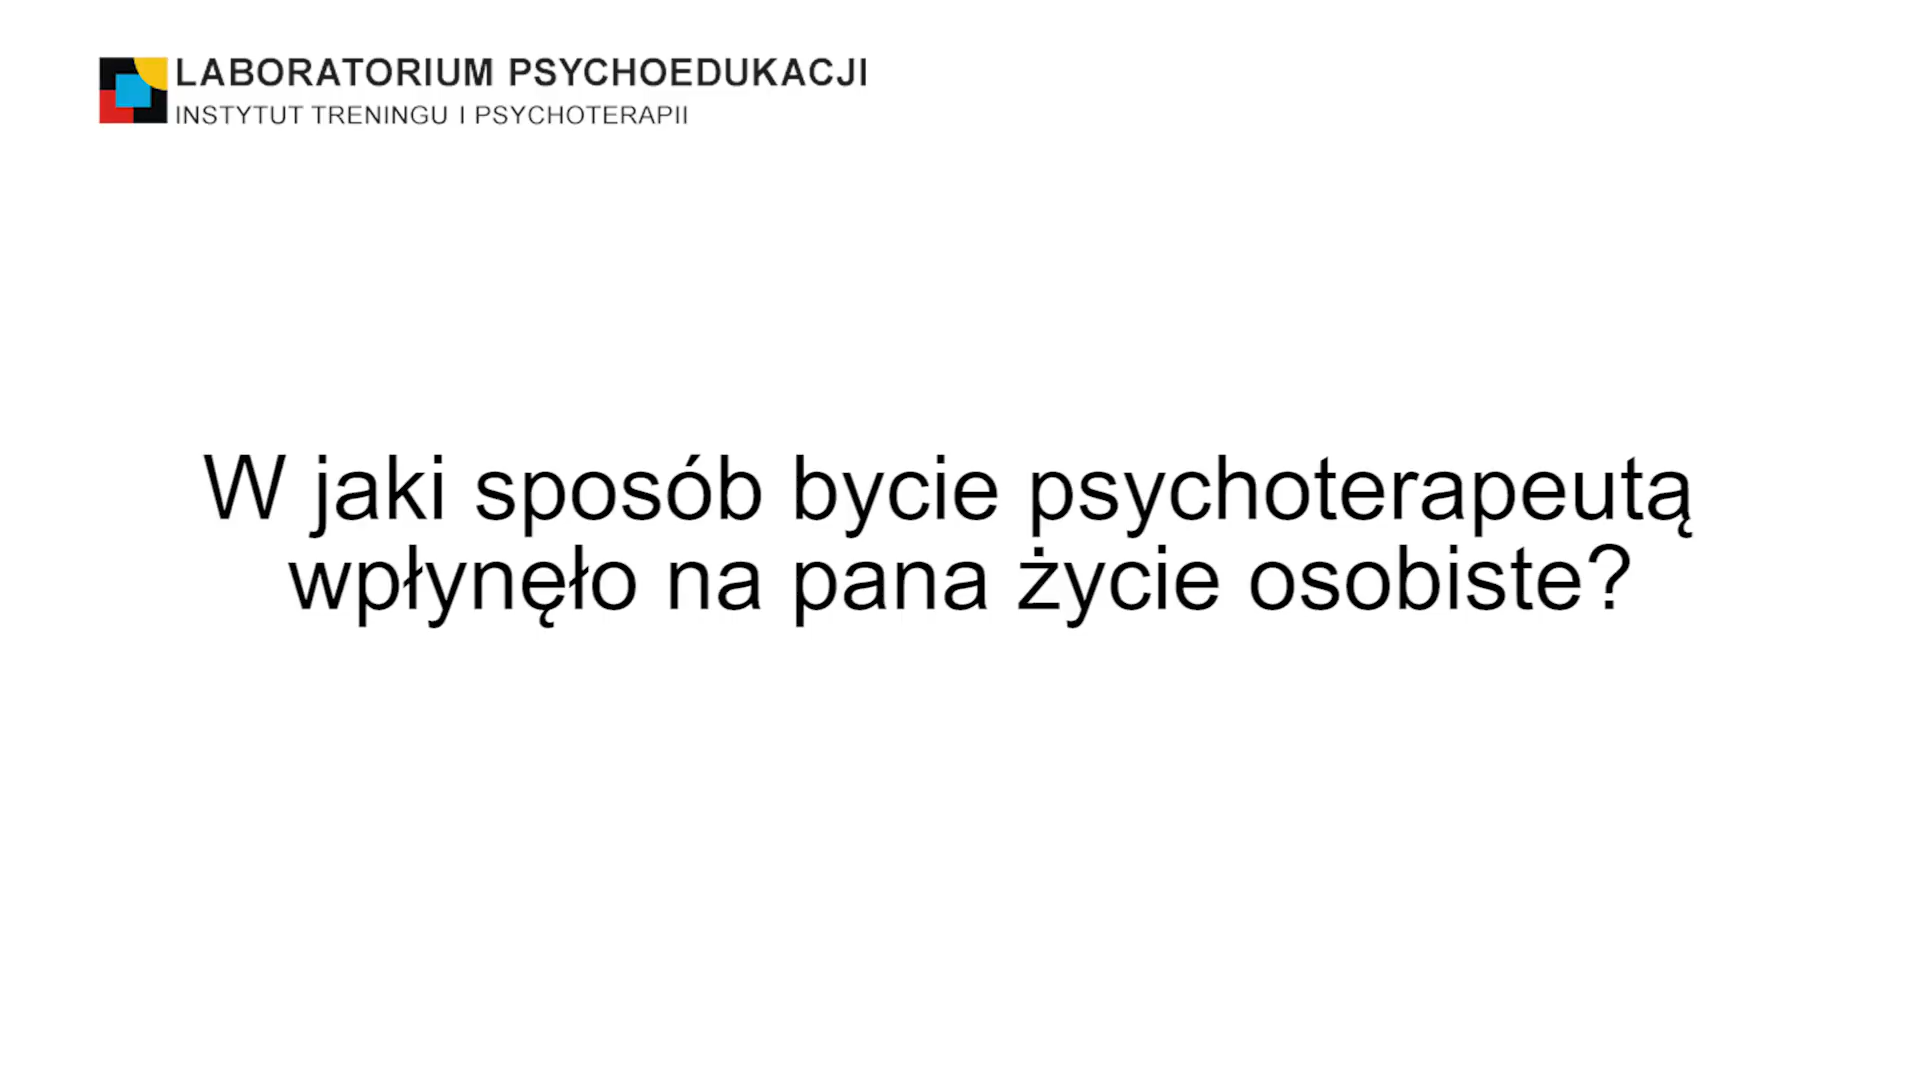 LABORATORIUM PSYCHOEDUKACJI
INSTYTUT TRENINGU I PSYCHOTERAPII
W jaki sposób bycie psychoterapeutą
wpłynęło na pana życie osobiste?